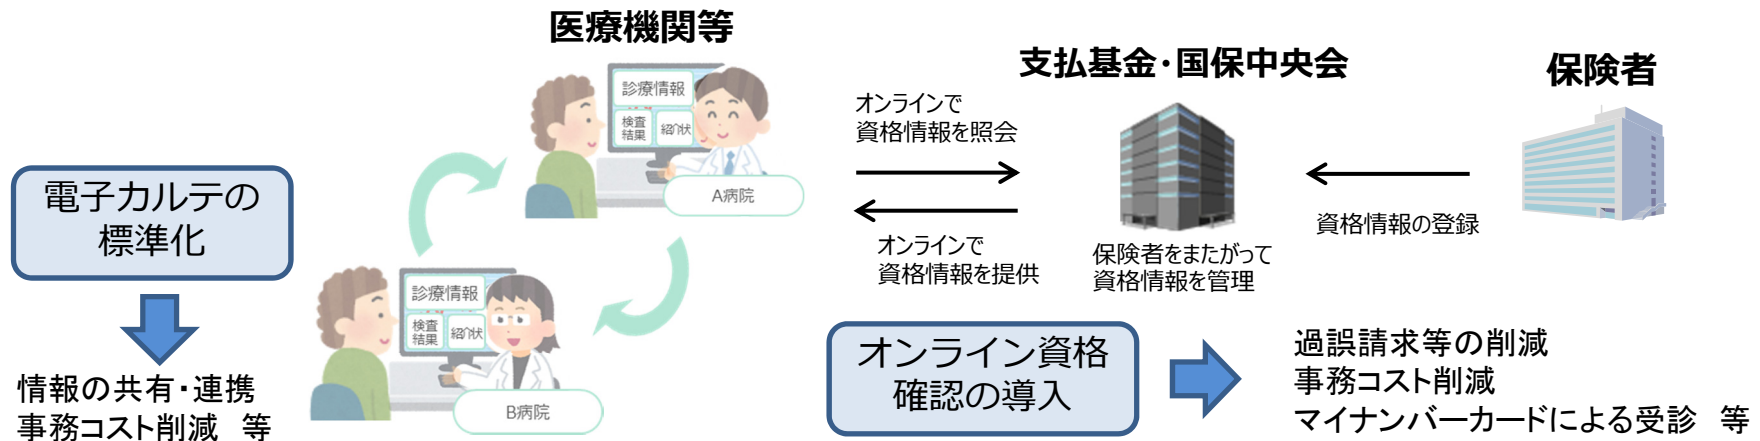 医療機関等
診療情報
検査
結果
紹介状
A病院
診療情報
検査
結果
紹介状
B病院
電子カルテの
標準化
情報の共有・連携
事務コスト削減　等
オンラインで
資格情報を照会
オンラインで
資格情報を提供
支払基金・国保中央会
保険者をまたがって
資格情報を管理
保険者
資格情報の登録
オンライン資格
確認の導入
過誤請求等の削減
事務コスト削減
マイナンバーカードによる受診　等